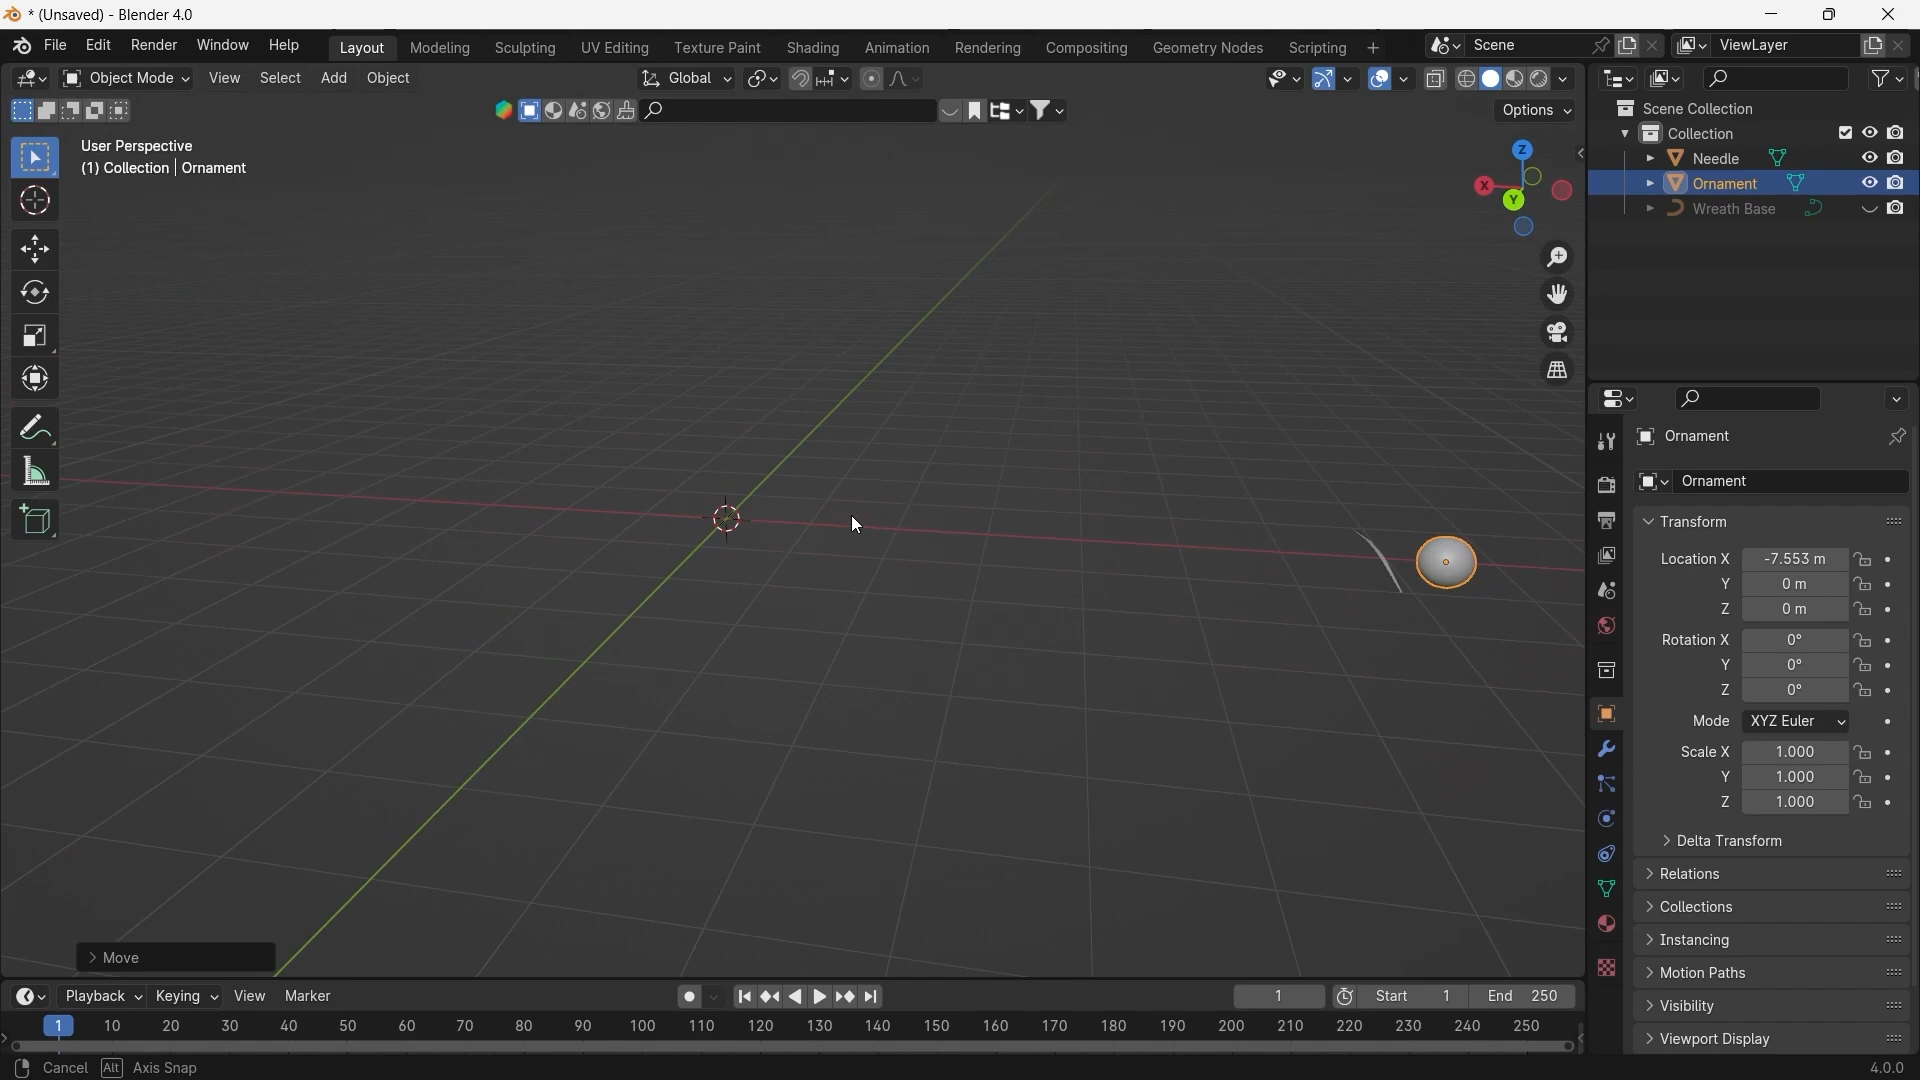 * (Unsaved) - Blender 4.0
File Edit Render Window Help Layout Modeling Sculpting UV Editing Texture Paint Shading Animation Rendering Compositing Geometry Nodes Scripting + Scene ViewLayer
Object Mode View Select Add Object Global
Options
User Perspective
(1) Collection | Ornament
Z
X
Y
Scene Collection
Collection
Needle
Ornament
Wreath Base
Ornament
Ornament
Transform
Location X -7.553 m
Y 0 m
Z 0 m
Rotation X 0°
Y 0°
Z 0°
Mode XYZ Euler
Scale X 1.000
Y 1.000
Z 1.000
Delta Transform
Relations
Collections
Instancing
Motion Paths
Visibility
Viewport Display
Move
Playback Keying View Marker 1 Start 1 End 250
1 10 20 30 40 50 60 70 80 90 100 110 120 130 140 150 160 170 180 190 200 210 220 230 240 250
Cancel Alt Axis Snap 4.0.0